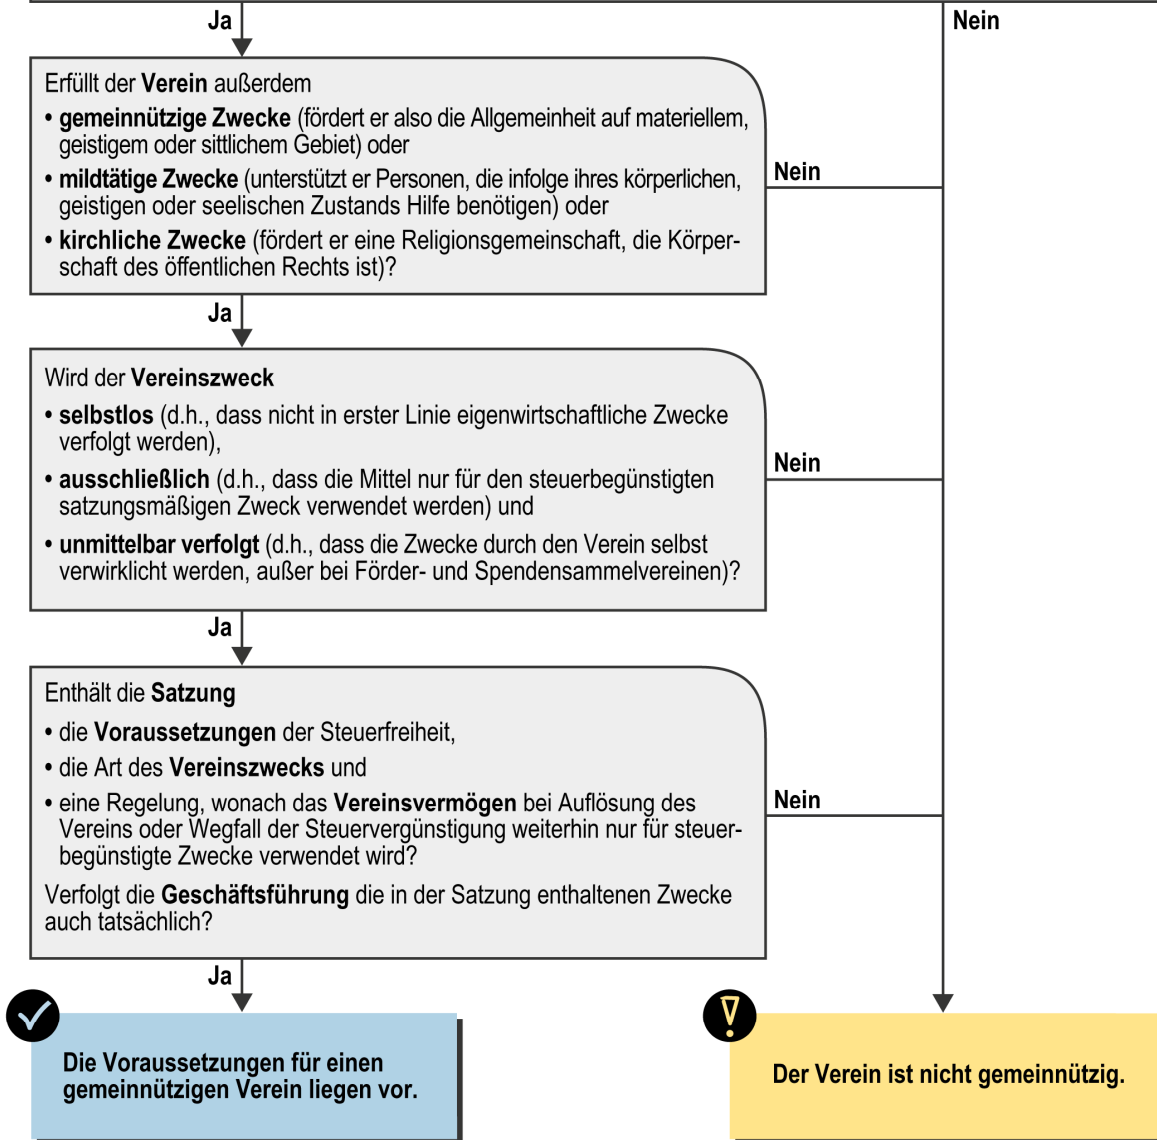 Ja
Nein
Erfüllt der Verein außerdem
• gemeinnützige Zwecke (fördert er also die Allgemeinheit auf materiellem,
geistigem oder sittlichem Gebiet) oder
• mildtätige Zwecke (unterstützt er Personen, die infolge ihres körperlichen,
geistigen oder seelischen Zustands Hilfe benötigen) oder
• kirchliche Zwecke (fördert er eine Religionsgemeinschaft, die Körper-
schaft des öffentlichen Rechts ist)?
Nein
Ja
Wird der Vereinszweck
• selbstlos (d.h., dass nicht in erster Linie eigenwirtschaftliche Zwecke
verfolgt werden),
• ausschließlich (d.h., dass die Mittel nur für den steuerbegünstigten
satzungsmäßigen Zweck verwendet werden) und
• unmittelbar verfolgt (d.h., dass die Zwecke durch den Verein selbst
verwirklicht werden, außer bei Förder- und Spendensammelvereinen)?
Nein
Ja
Enthält die Satzung
• die Voraussetzungen der Steuerfreiheit,
• die Art des Vereinszwecks und
• eine Regelung, wonach das Vereinsvermögen bei Auflösung des
Vereins oder Wegfall der Steuervergünstigung weiterhin nur für steuer-
begünstigte Zwecke verwendet wird?
Verfolgt die Geschäftsführung die in der Satzung enthaltenen Zwecke
auch tatsächlich?
Nein
Ja
Die Voraussetzungen für einen
gemeinnützigen Verein liegen vor.
Der Verein ist nicht gemeinnützig.